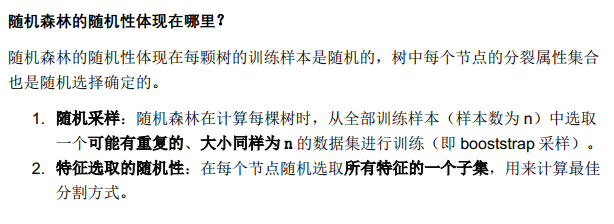 随机森林的随机性体现在哪里？
随机森林的随机性体现在每颗树的训练样本是随机的，树中每个节点的分裂属性集合
也是随机选择确定的。
1. 随机采样：随机森林在计算每棵树时，从全部训练样本（样本数为 n）中选取
一个可能有重复的、大小同样为 n 的数据集进行训练（即 booststrap 采样）。
2. 特征选取的随机性：在每个节点随机选取所有特征的一个子集，用来计算最佳
分割方式。